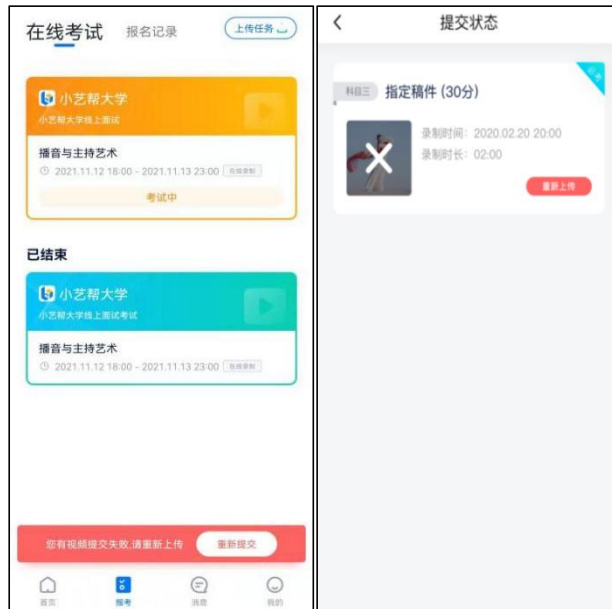 在线考试
报名记录
上传任务
小艺帮大学
小艺帮大学线上面试
播音与主持艺术
2021.11.12 18:00 - 2021.11.13 23:00 在线录制
考试中
已结束
小艺帮大学
小艺帮大学线上面试考试
播音与主持艺术
2021.11.12 18:00 - 2021.11.13 23:00 在线录制
您有视频提交失败,请重新上传
重新提交
首页
报考
消息
我的
提交状态
科目三
指定稿件 (30分)
录制时间: 2020.02.20 20:00
录制时长: 02:00
重新上传